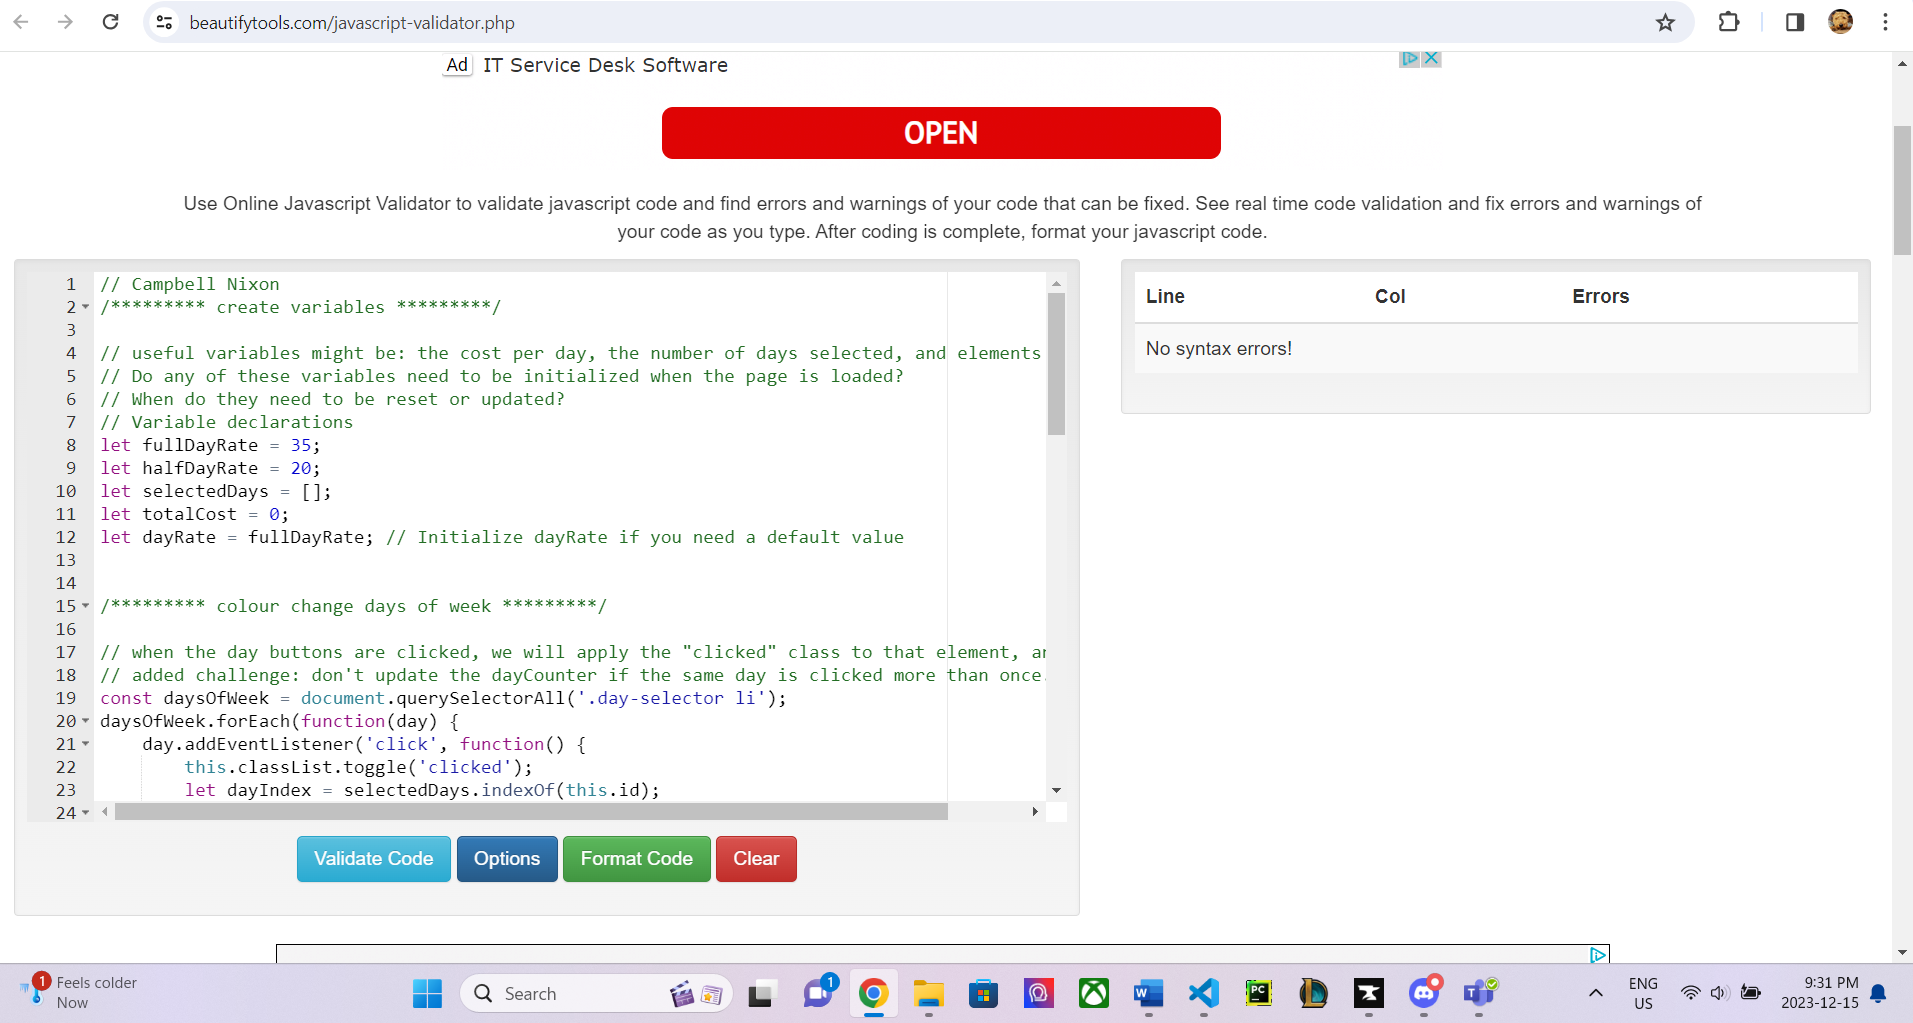 beautifytools.com/javascript-validator.php
Ad IT Service Desk Software
OPEN
Use Online Javascript Validator to validate javascript code and find errors and warnings of your code that can be fixed. See real time code validation and fix errors and warnings of
your code as you type. After coding is complete, format your javascript code.
1 // Campbell Nixon
2 /********* create variables *********/
3
4 // useful variables might be: the cost per day, the number of days selected, and elements
5 // Do any of these variables need to be initialized when the page is loaded?
6 // When do they need to be reset or updated?
7 // Variable declarations
8 let fullDayRate = 35;
9 let halfDayRate = 20;
10 let selectedDays = [];
11 let totalCost = 0;
12 let dayRate = fullDayRate; // Initialize dayRate if you need a default value
13
14
15 /********* colour change days of week *********/
16
17 // when the day buttons are clicked, we will apply the "clicked" class to that element,
18 // added challenge: don't update the dayCounter if the same day is clicked more than once.
19 const daysOfWeek = document.querySelectorAll('.day-selector li');
20 daysOfWeek.forEach(function(day) {
21 day.addEventListener('click', function() {
22 this.classList.toggle('clicked');
23 let dayIndex = selectedDays.indexOf(this.id);
24
Validate Code Options Format Code Clear
Line Col Errors
No syntax errors!
1 Feels colder
Now
Search
1
W
PC
T
ENG
US
9:31 PM
2023-12-15